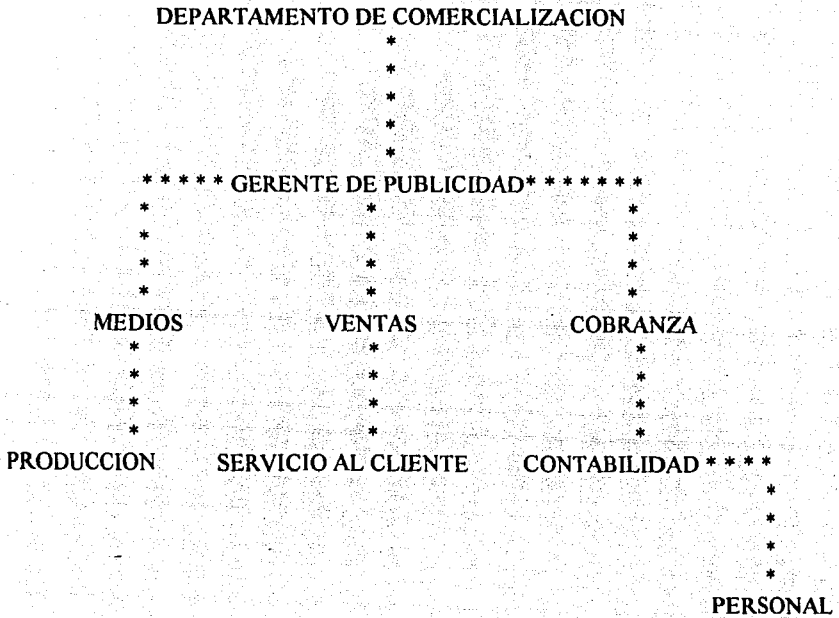 DEPARTAMENTO DE COMERCIALIZACION
*
*
*
*
*
* * * * * GERENTE DE PUBLICIDAD* * * * * * *
* * *
* * *
* * *
* * *
MEDIOS VENTAS COBRANZA
* * *
* * *
* * *
* * *
PRODUCCION SERVICIO AL CLIENTE CONTABILIDAD * * * *
*
*
*
*
PERSONAL